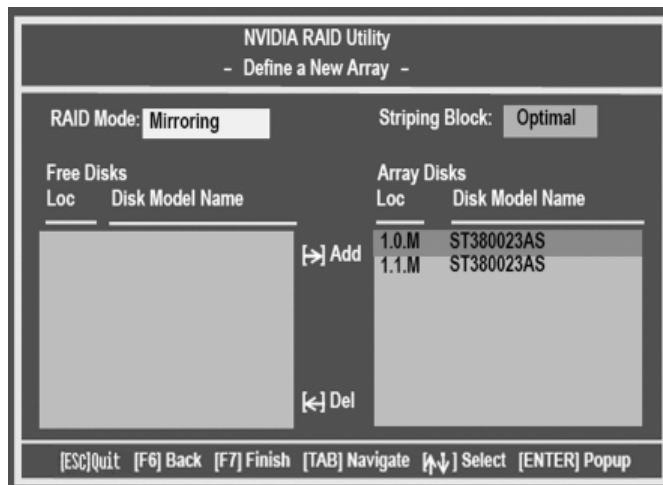 NVIDIA RAID Utility
- Define a New Array -
RAID Mode: Mirroring Striping Block: Optimal
Free Disks Array Disks
Loc Disk Model Name Loc Disk Model Name
[→] Add 1.0.M ST380023AS
1.1.M ST380023AS
[←] Del
[ESC]Quit [F6] Back [F7] Finish [TAB] Navigate [↑↓] Select [ENTER] Popup